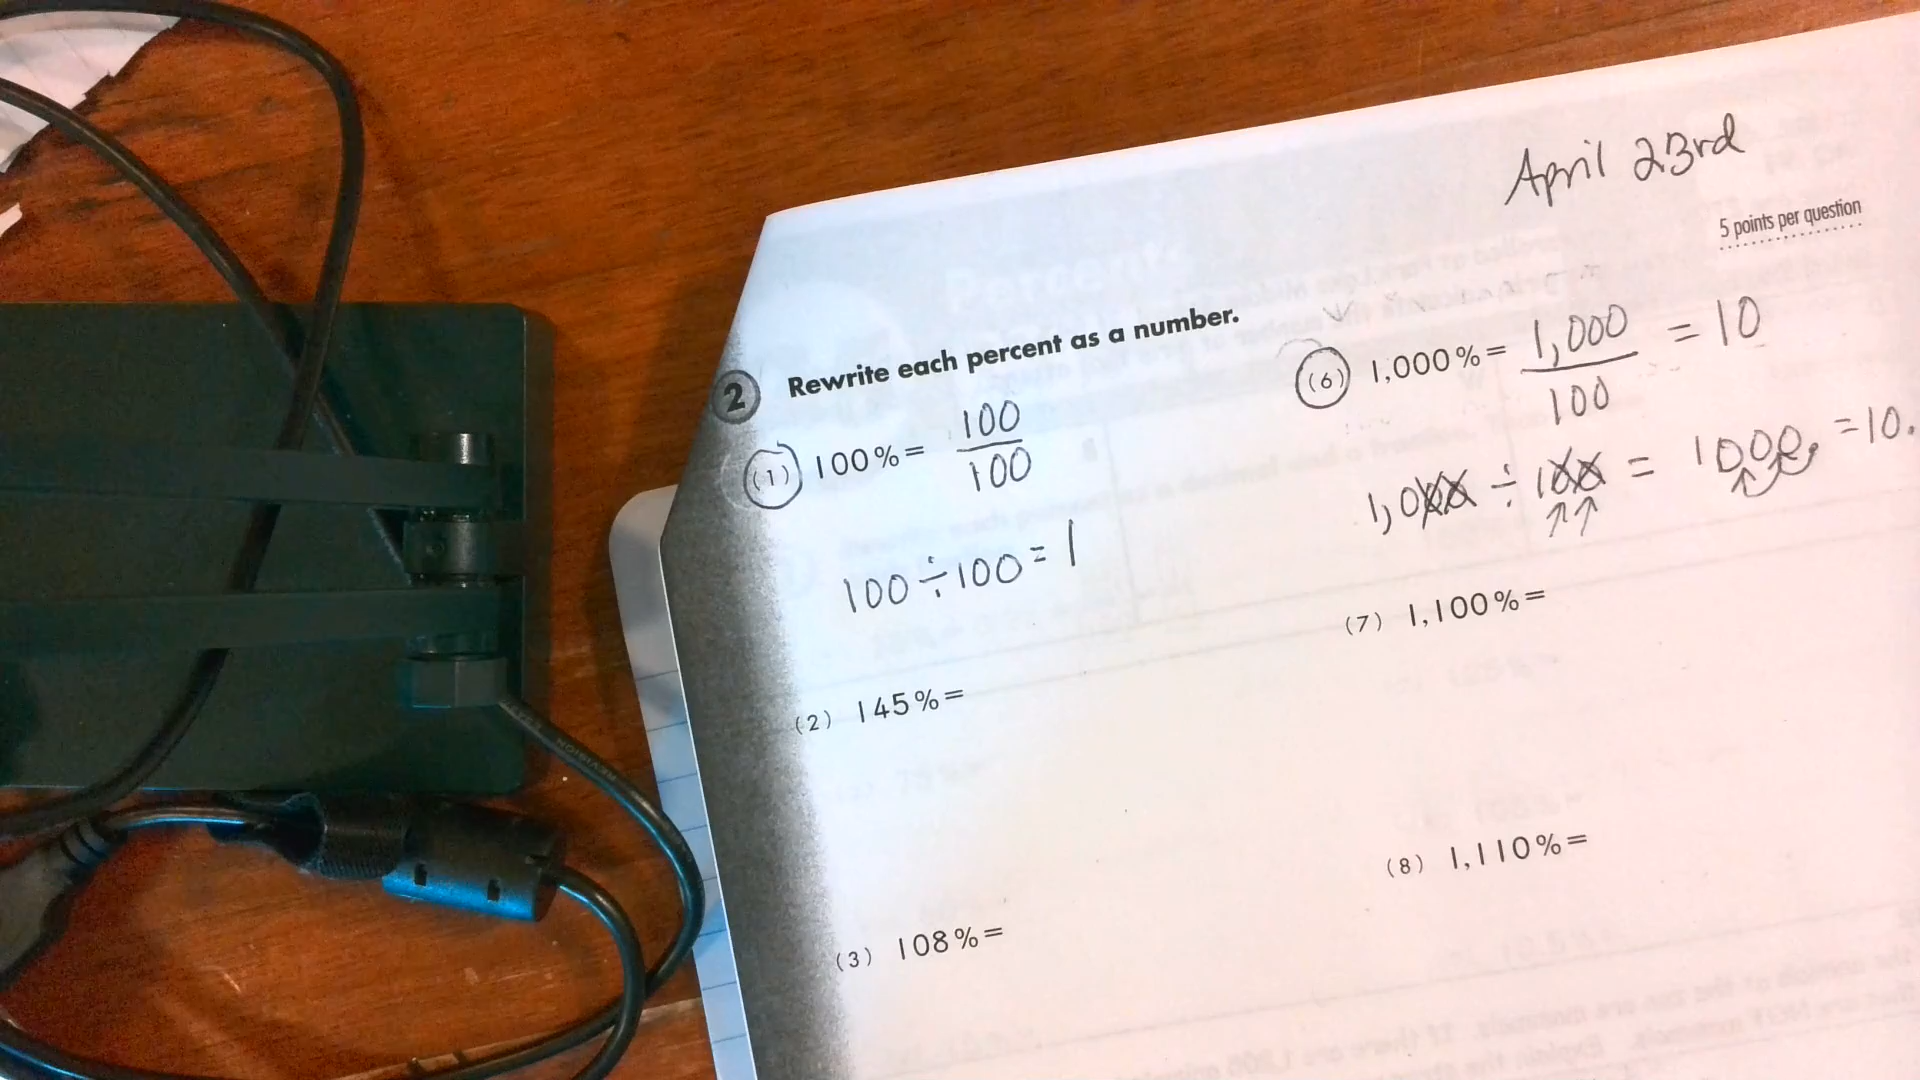 April 23rd
5 points per question
2 Rewrite each percent as a number.
(1) 100%= 100/100
100÷100=1
(2) 145%=
(3) 108%=
(6) 1,000%= 1,000/100 =10
1,000÷100= 1000. =10.
(7) 1,100%=
(8) 1,110%=